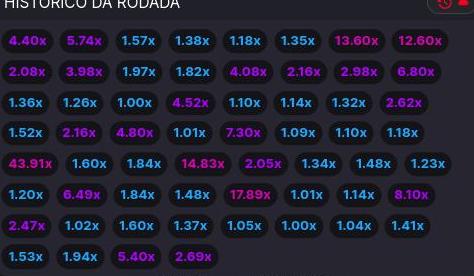 HISTÓRICO DA RODADA
4.40x 5.74x 1.57x 1.38x 1.18x 1.35x 13.60x 12.60x
2.08x 3.98x 1.97x 1.82x 4.08x 2.16x 2.98x 6.80x
1.36x 1.26x 1.00x 4.52x 1.10x 1.14x 1.32x 2.62x
1.52x 2.16x 4.80x 1.01x 7.30x 1.09x 1.10x 1.18x
43.91x 1.60x 1.84x 14.83x 2.05x 1.34x 1.48x 1.23x
1.20x 6.49x 1.84x 1.48x 17.89x 1.01x 1.14x 8.10x
2.47x 1.02x 1.60x 1.37x 1.05x 1.00x 1.04x 1.41x
1.53x 1.94x 5.40x 2.69x